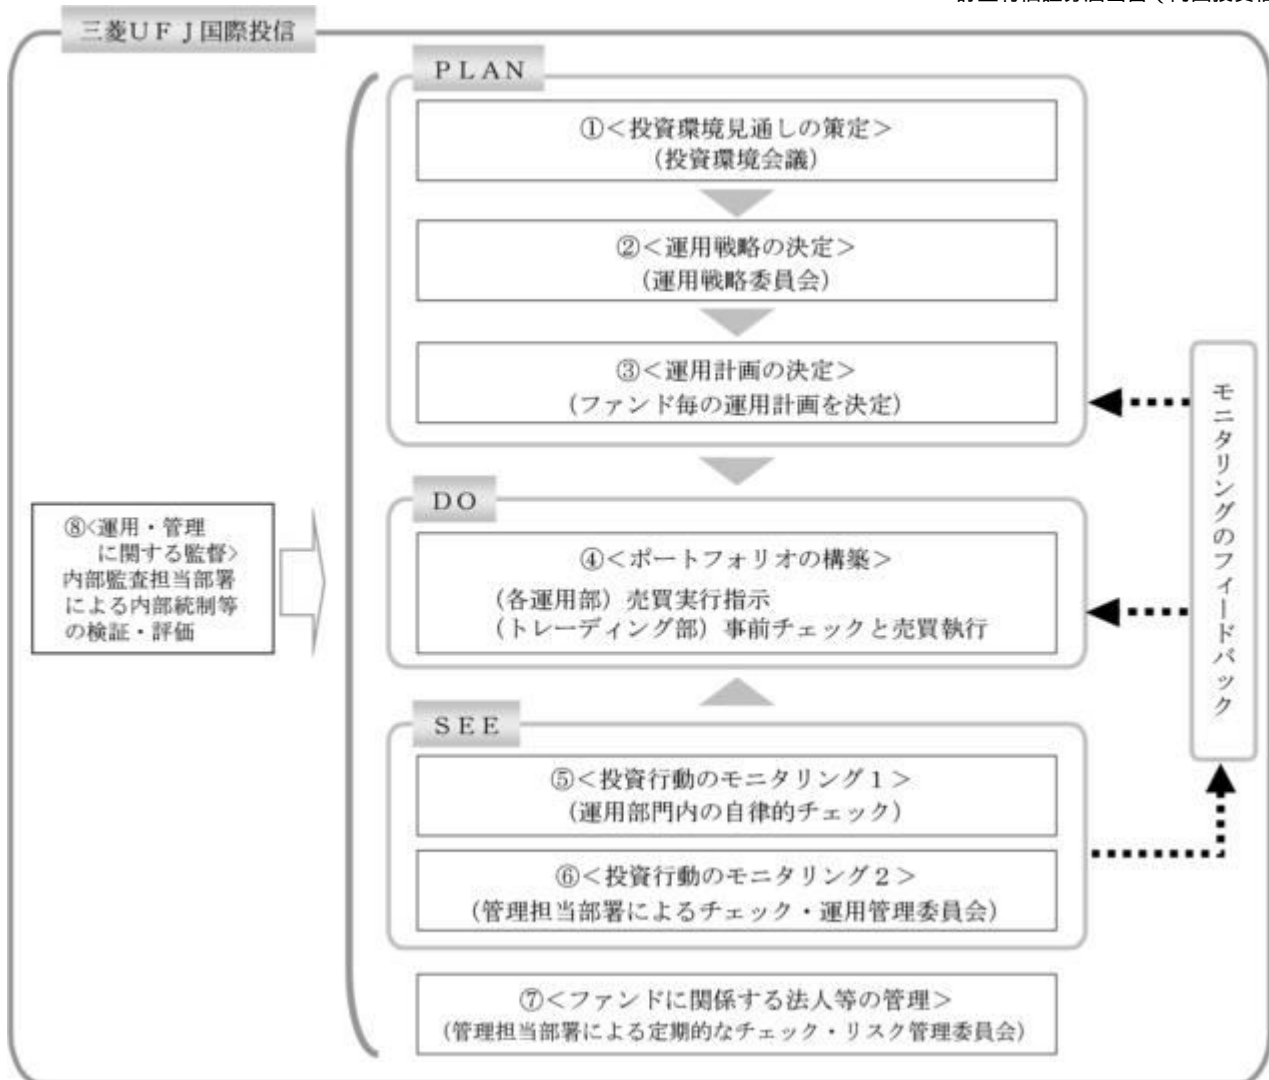 三菱ＵＦＪ国際投信
ＰＬＡＮ
①＜投資環境見通しの策定＞
（投資環境会議）
②＜運用戦略の決定＞
（運用戦略委員会）
③＜運用計画の決定＞
（ファンド毎の運用計画を決定）
ＤＯ
④＜ポートフォリオの構築＞
（各運用部）売買実行指示
（トレーディング部）事前チェックと売買執行
ＳＥＥ
⑤＜投資行動のモニタリング１＞
（運用部門内の自律的チェック）
⑥＜投資行動のモニタリング２＞
（管理担当部署によるチェック・運用管理委員会）
⑦＜ファンドに関係する法人等の管理＞
（管理担当部署による定期的なチェック・リスク管理委員会）
⑧<運用・管理
に関する監督>
内部監査担当部署
による内部統制等
の検証・評価
モニタリングのフィードバック